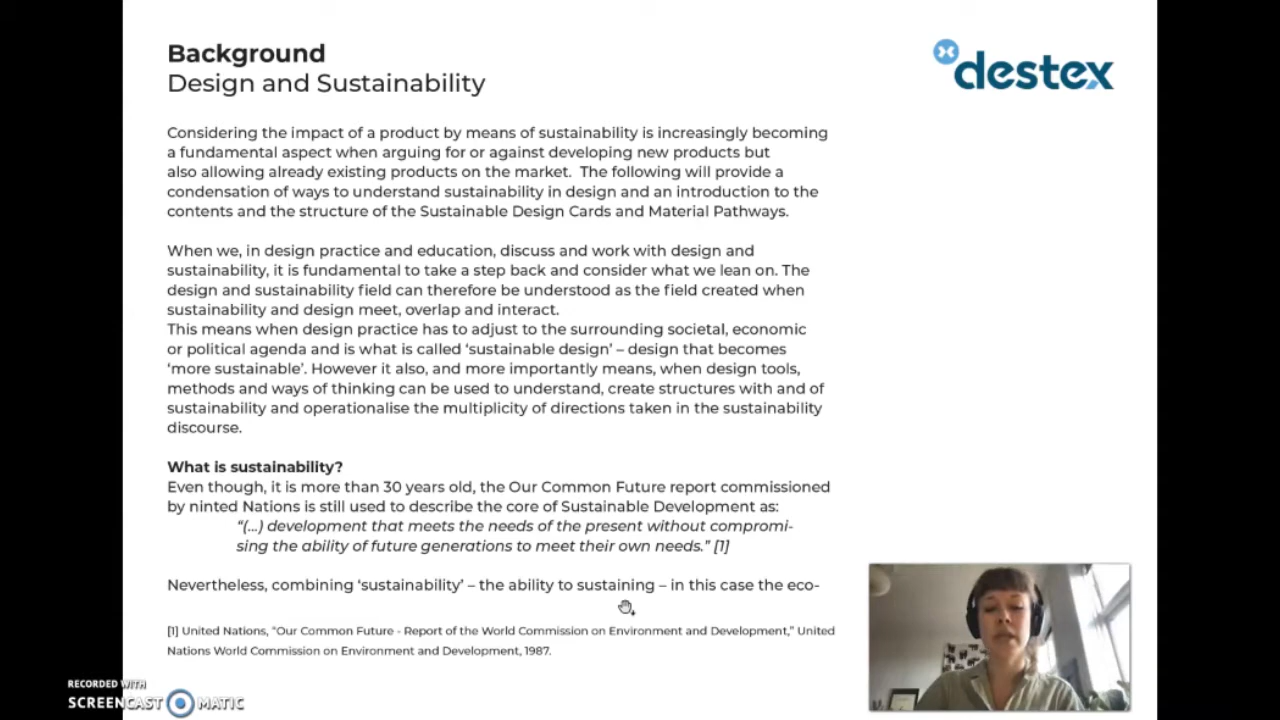 Background
Design and Sustainability
destex
Considering the impact of a product by means of sustainability is increasingly becoming
a fundamental aspect when arguing for or against developing new products but
also allowing already existing products on the market. The following will provide a
condensation of ways to understand sustainability in design and an introduction to the
contents and the structure of the Sustainable Design Cards and Material Pathways.
When we, in design practice and education, discuss and work with design and
sustainability, it is fundamental to take a step back and consider what we lean on. The
design and sustainability field can therefore be understood as the field created when
sustainability and design meet, overlap and interact.
This means when design practice has to adjust to the surrounding societal, economic
or political agenda and is what is called ‘sustainable design’ – design that becomes
‘more sustainable’. However it also, and more importantly means, when design tools,
methods and ways of thinking can be used to understand, create structures with and of
sustainability and operationalise the multiplicity of directions taken in the sustainability
discourse.
What is sustainability?
Even though, it is more than 30 years old, the Our Common Future report commissioned
by ninted Nations is still used to describe the core of Sustainable Development as:
“(...) development that meets the needs of the present without compromi-
sing the ability of future generations to meet their own needs.” [1]
Nevertheless, combining ‘sustainability’ – the ability to sustaining – in this case the eco-
[1] United Nations, “Our Common Future - Report of the World Commission on Environment and Development,” United
Nations World Commission on Environment and Development, 1987.
RECORDED WITH
SCREENCAST MATIC